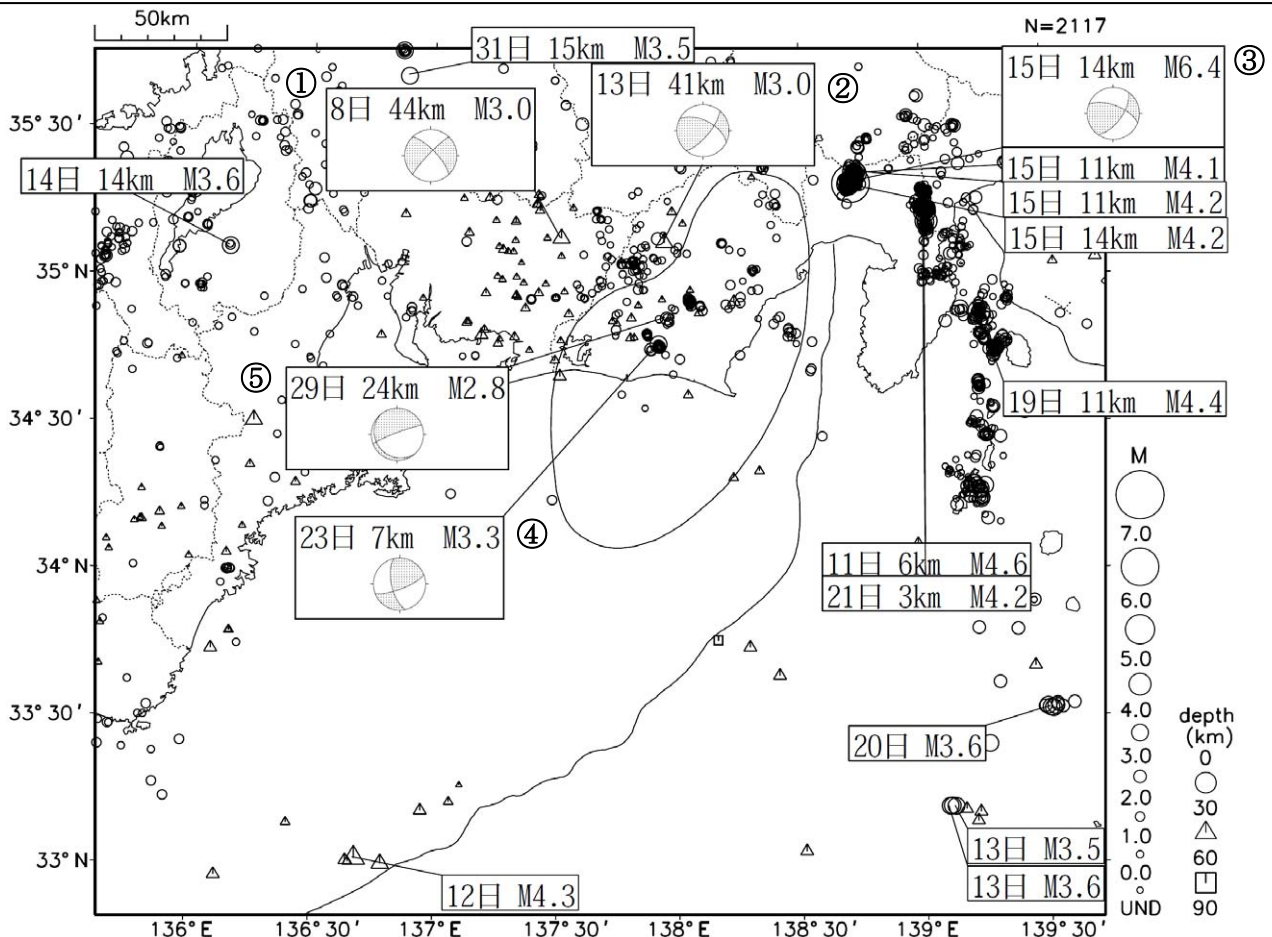 50km
N=2117
31日 15km M3.5
①
8日 44km M3.0
13日 41km M3.0
②
15日 14km M6.4
③
15日 11km M4.1
15日 11km M4.2
15日 14km M4.2
14日 14km M3.6
⑤
29日 24km M2.8
19日 11km M4.4
23日 7km M3.3
④
11日 6km M4.6
21日 3km M4.2
20日 M3.6
13日 M3.5
13日 M3.6
12日 M4.3
35°30′
35°N
34°30′
34°N
33°30′
33°N
136°E
136.5°
137°E
137.5°
138°E
138.5°
139°E
139.5°
M
7.0
6.0
5.0
4.0
3.0
2.0
1.0
0.0
UND
depth
(km)
0
30
60
90